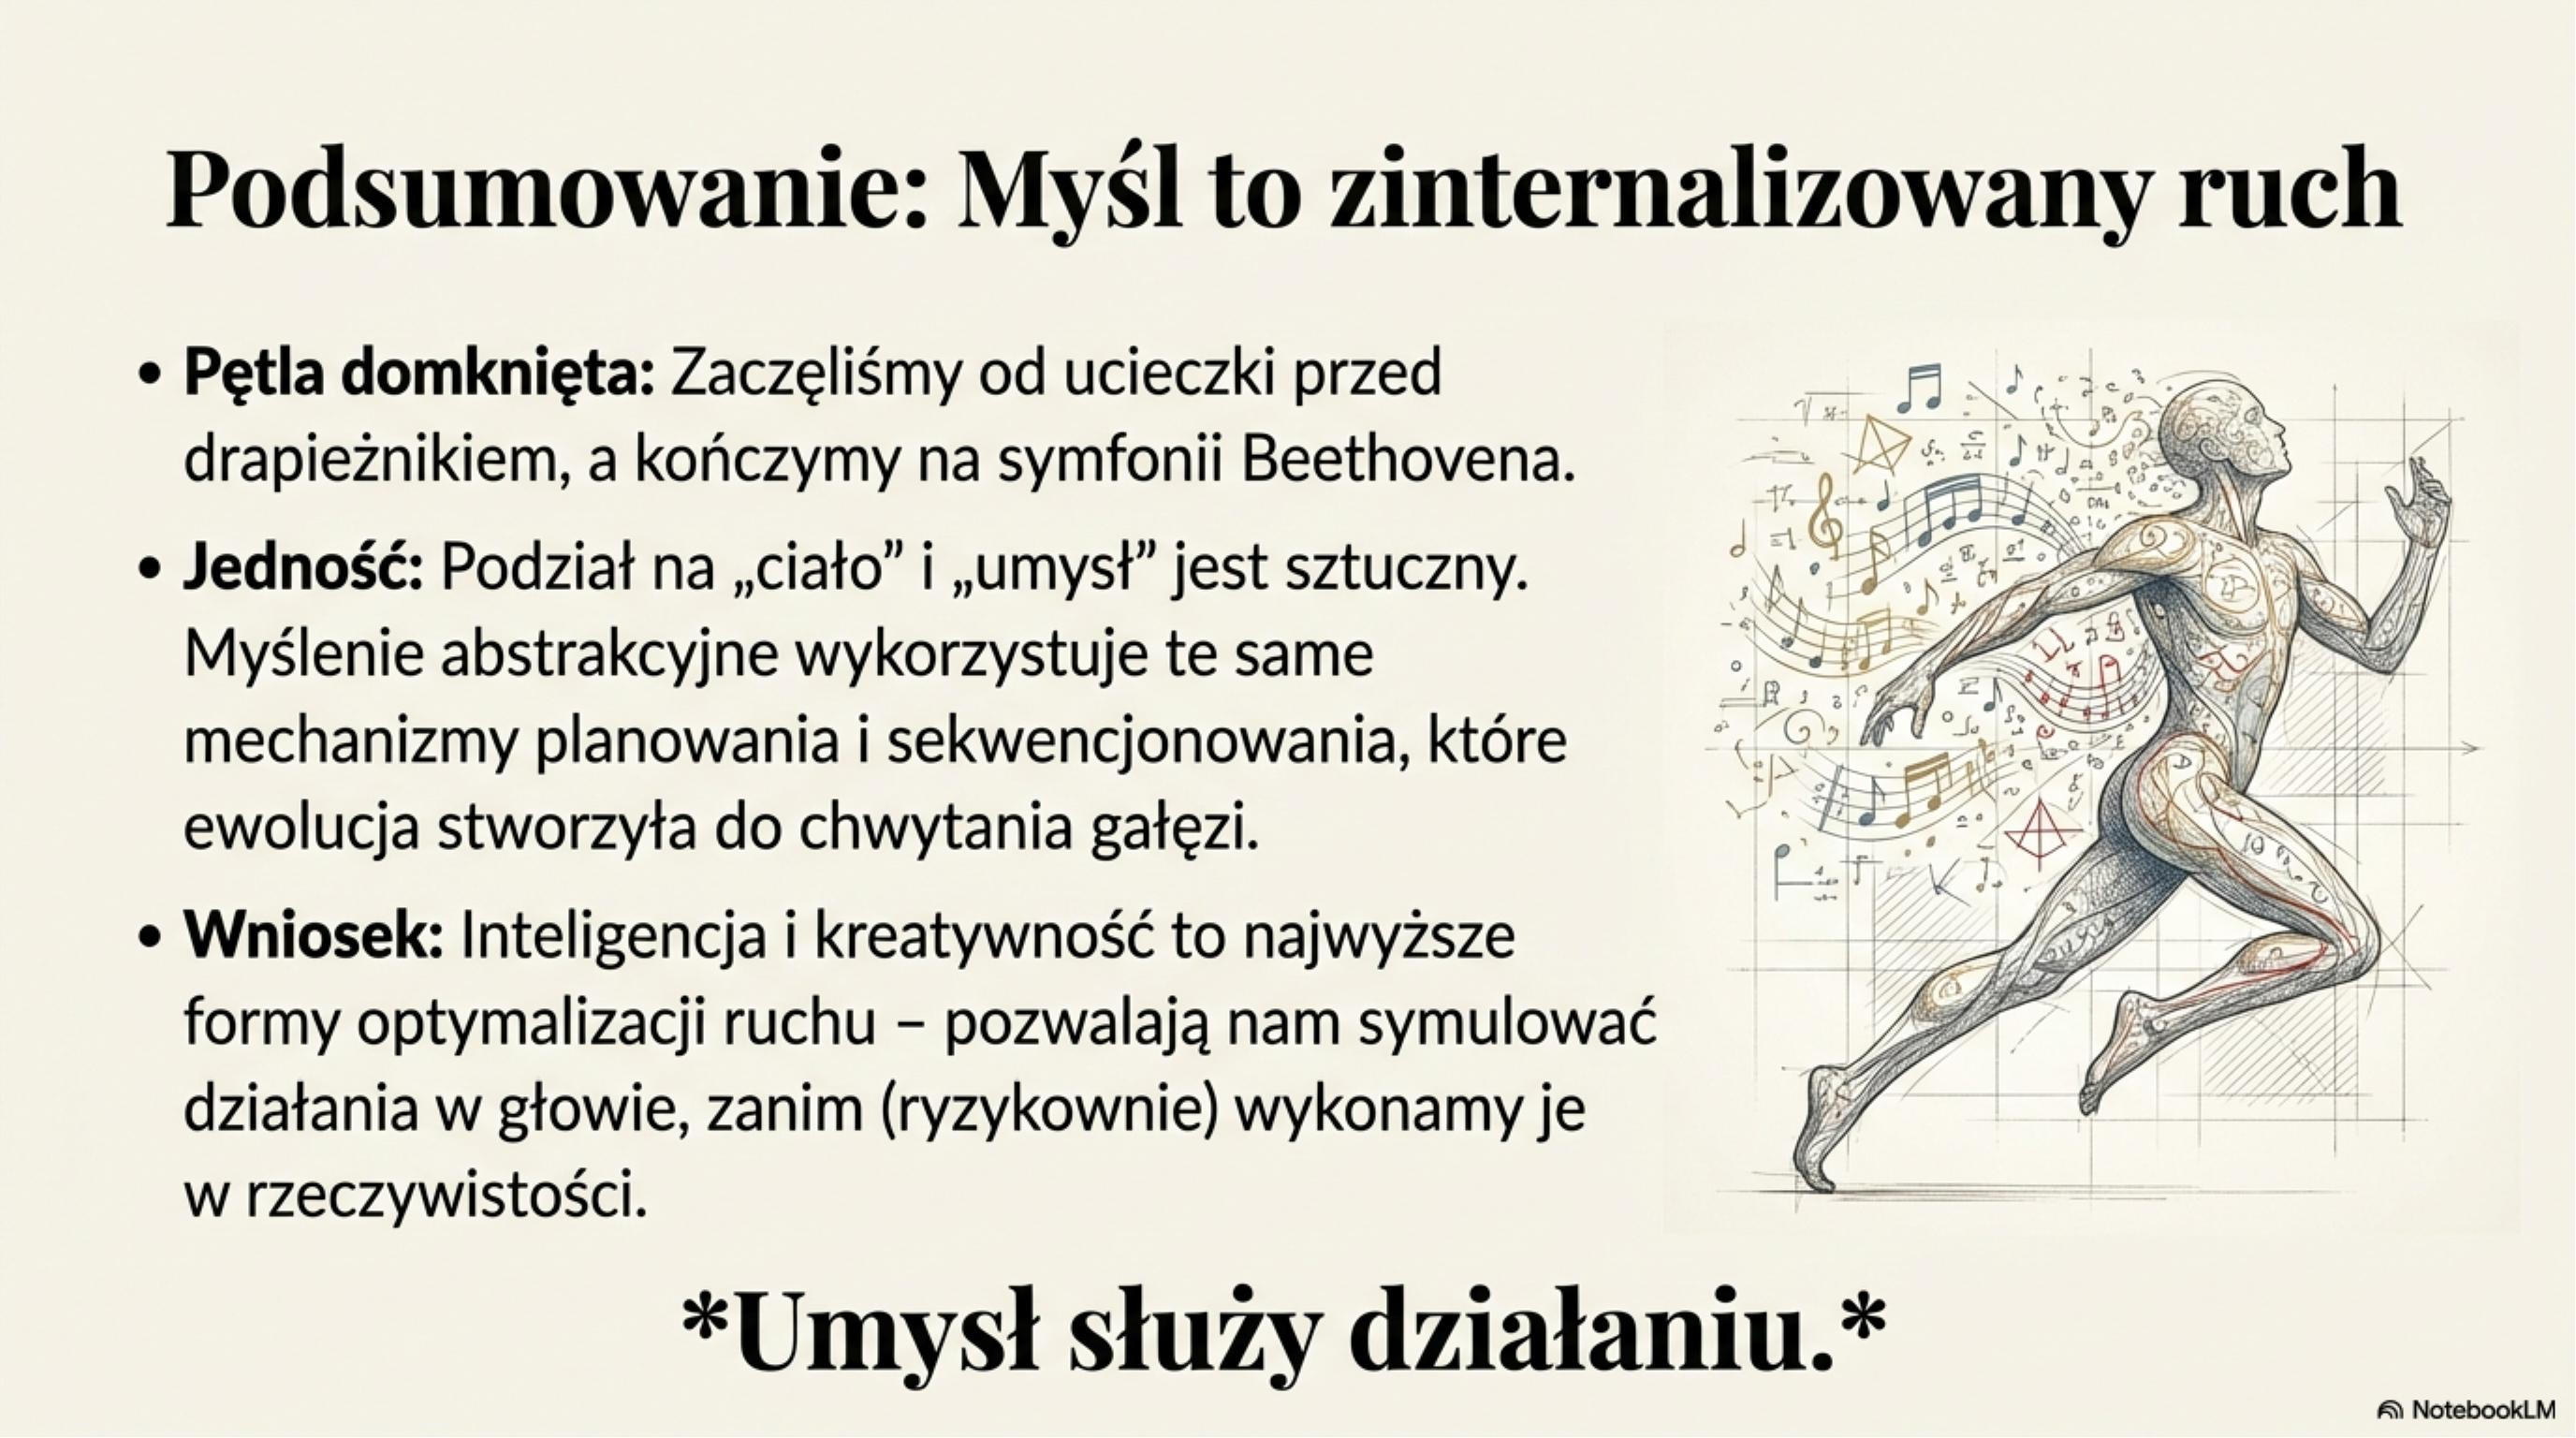 Podsumowanie: Myśl to zinternalizowany ruch
• Pętla domknięta: Zaczęliśmy od ucieczki przed
drapieżnikiem, a kończymy na symfonii Beethovena.
• Jedność: Podział na „ciało” i „umysł” jest sztuczny.
Myślenie abstrakcyjne wykorzystuje te same
mechanizmy planowania i sekwencjonowania, które
ewolucja stworzyła do chwytania gałęzi.
• Wniosek: Inteligencja i kreatywność to najwyższe
formy optymalizacji ruchu – pozwalają nam symulować
działania w głowie, zanim (ryzykownie) wykonamy je
w rzeczywistości.
*Umysł służy działaniu.*
NotebookLM